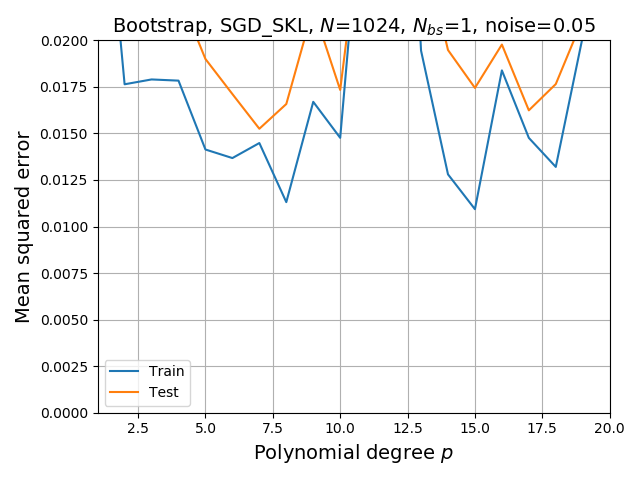 Bootstrap, SGD_SKL, N=1024, N_bs=1, noise=0.05
Mean squared error
0.0200
0.0175
0.0150
0.0125
0.0100
0.0075
0.0050
0.0025
0.0000
Train
Test
2.5 5.0 7.5 10.0 12.5 15.0 17.5 20.0
Polynomial degree p